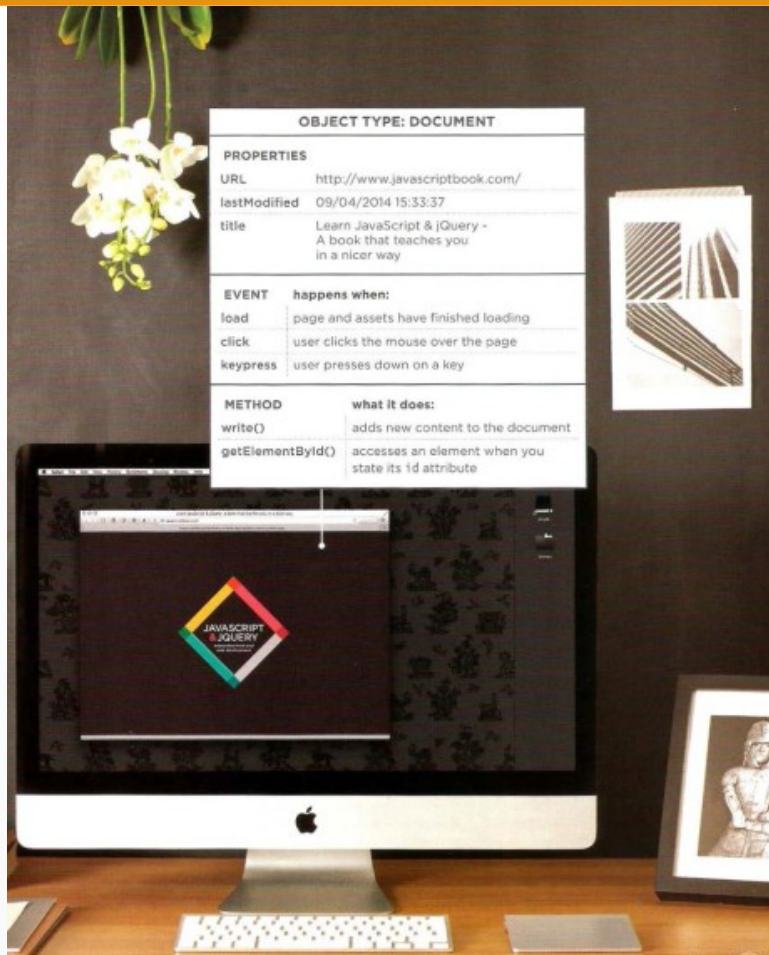 OBJECT TYPE: DOCUMENT
PROPERTIES
URL http://www.javascriptbook.com/
lastModified 09/04/2014 15:33:37
title Learn JavaScript & jQuery -
A book that teaches you
in a nicer way
EVENT happens when:
load page and assets have finished loading
click user clicks the mouse over the page
keypress user presses down on a key
METHOD what it does:
write() adds new content to the document
getElementById() accesses an element when you
state its id attribute
JAVASCRIPT
& JQUERY